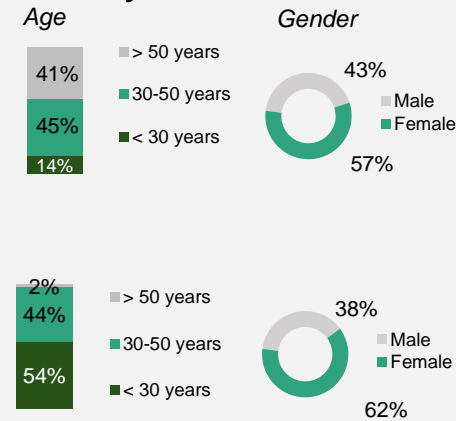 Age
Gender
41%
45%
14%
> 50 years
30-50 years
< 30 years
43%
57%
Male
Female
2%
44%
54%
> 50 years
30-50 years
< 30 years
38%
62%
Male
Female